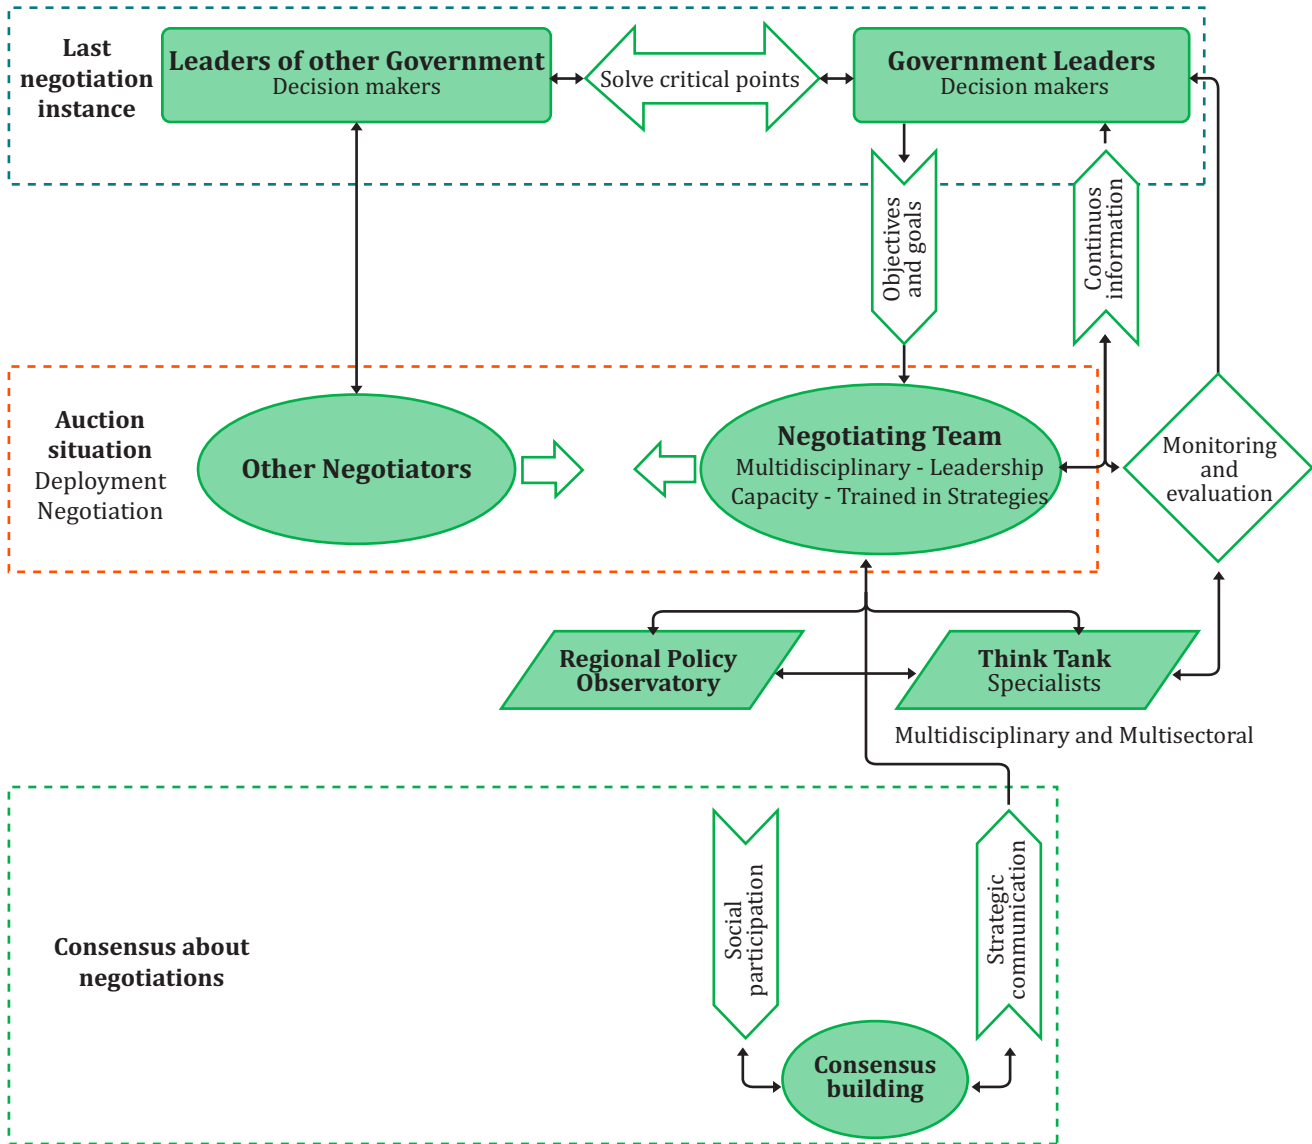 Last
negotiation
instance
Leaders of other Government
Decision makers
Solve critical points
Government Leaders
Decision makers
Objectives
and goals
Continuos
information
Auction
situation
Deployment
Negotiation
Other Negotiators
Negotiating Team
Multidisciplinary - Leadership
Capacity - Trained in Strategies
Monitoring
and
evaluation
Regional Policy
Observatory
Think Tank
Specialists
Multidisciplinary and Multisectoral
Consensus about
negotiations
Social
participation
Strategic
communication
Consensus
building